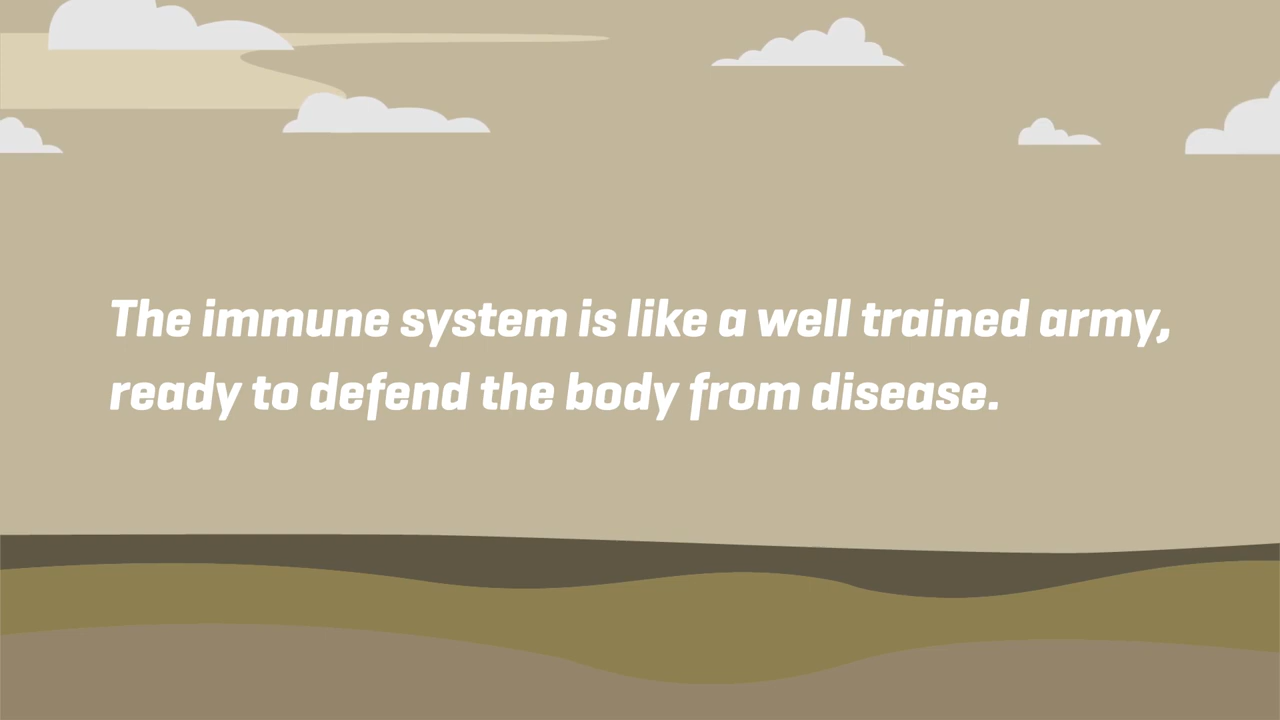 The immune system is like a well trained army,
ready to defend the body from disease.